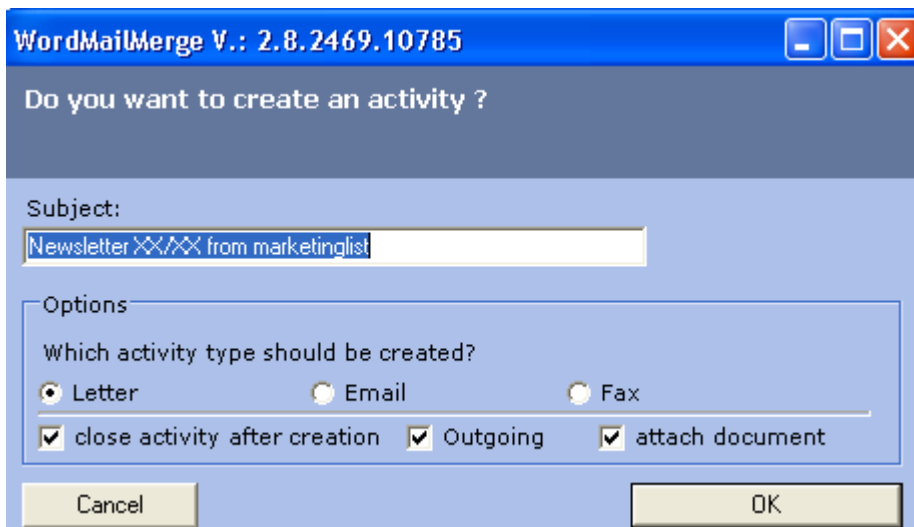 WordMailMerge V.: 2.8.2469.10785
Do you want to create an activity ?
Subject:
Newsletter XX/XX from marketinglist
Options
Which activity type should be created?
Letter Email Fax
close activity after creation Outgoing attach document
Cancel OK